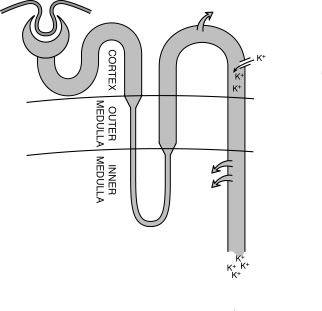 K⁺
K⁺
K⁺
CORTEX
OUTER
MEDULLA
INNER
MEDULLA
K⁺
K⁺ K⁺
K⁺